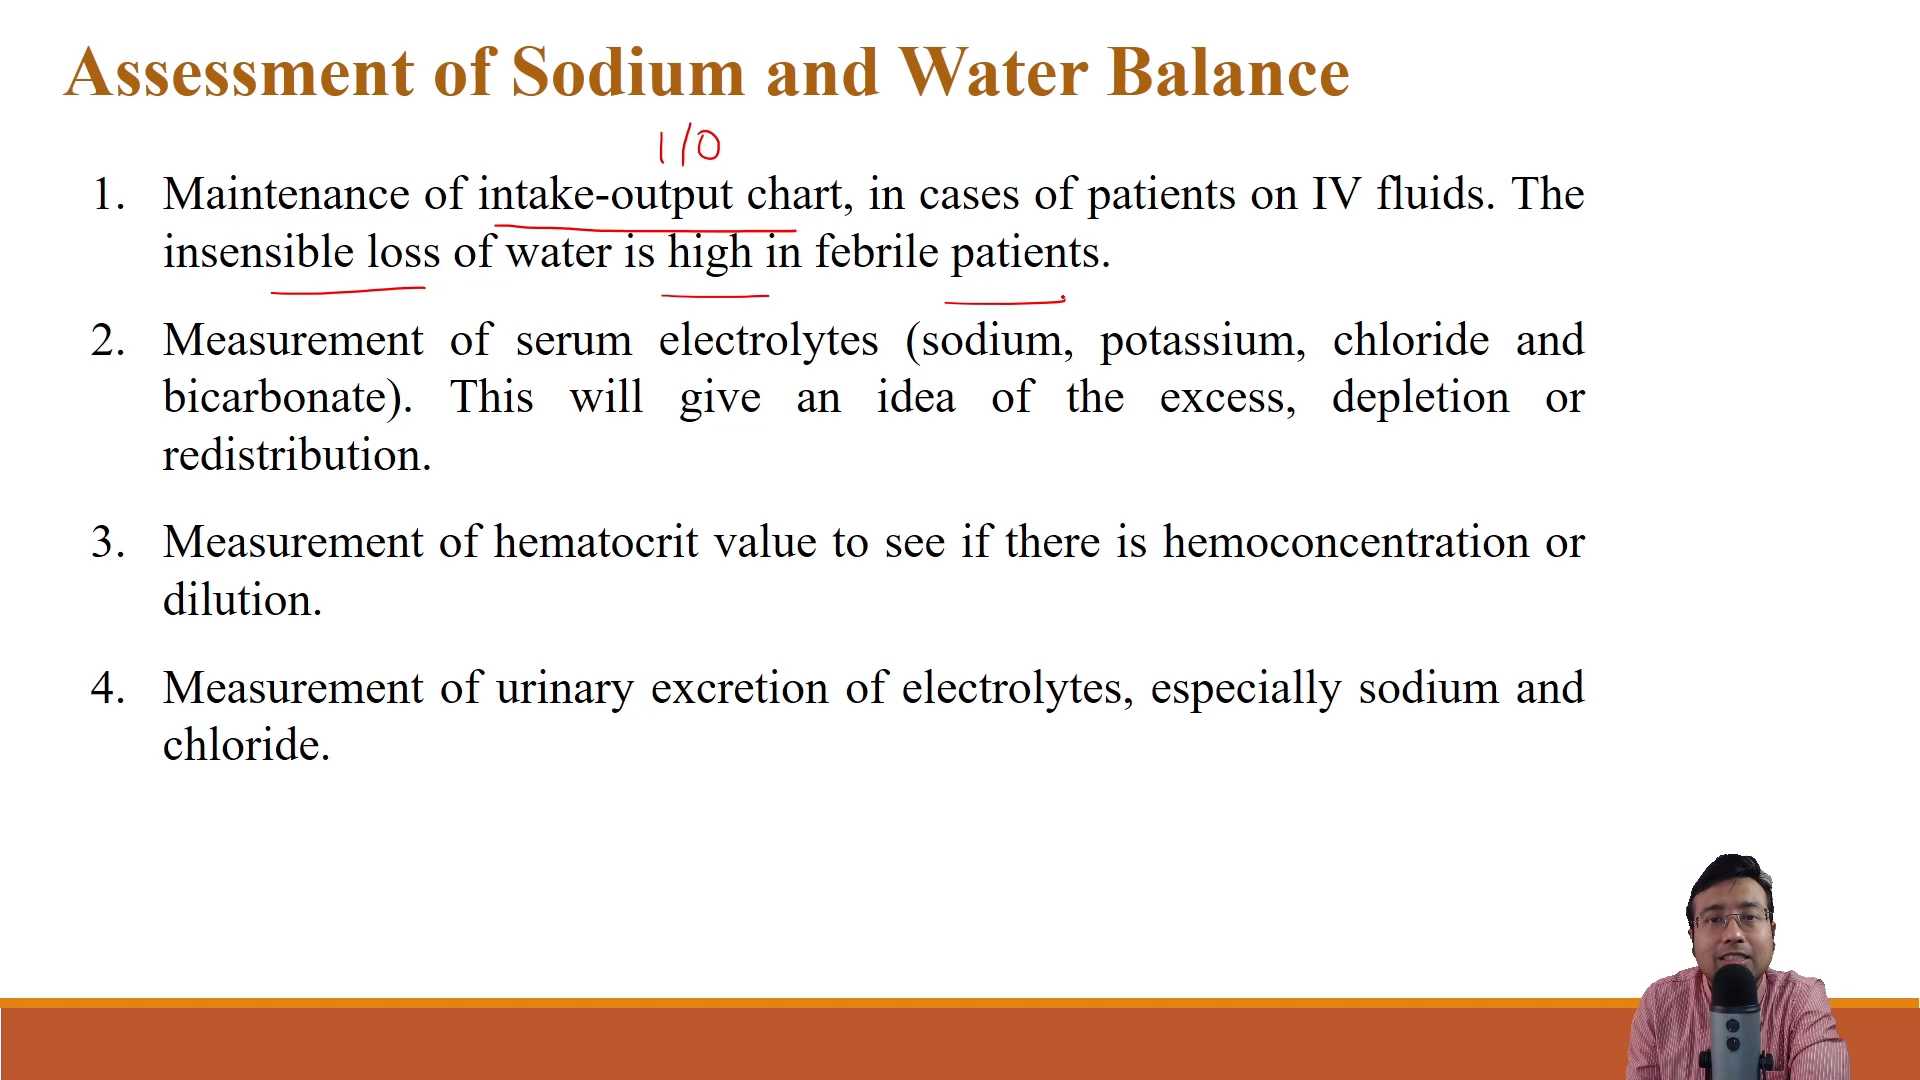 Assessment of Sodium and Water Balance
I/O
1. Maintenance of intake-output chart, in cases of patients on IV fluids. The
insensible loss of water is high in febrile patients.
2. Measurement of serum electrolytes (sodium, potassium, chloride and
bicarbonate). This will give an idea of the excess, depletion or
redistribution.
3. Measurement of hematocrit value to see if there is hemoconcentration or
dilution.
4. Measurement of urinary excretion of electrolytes, especially sodium and
chloride.